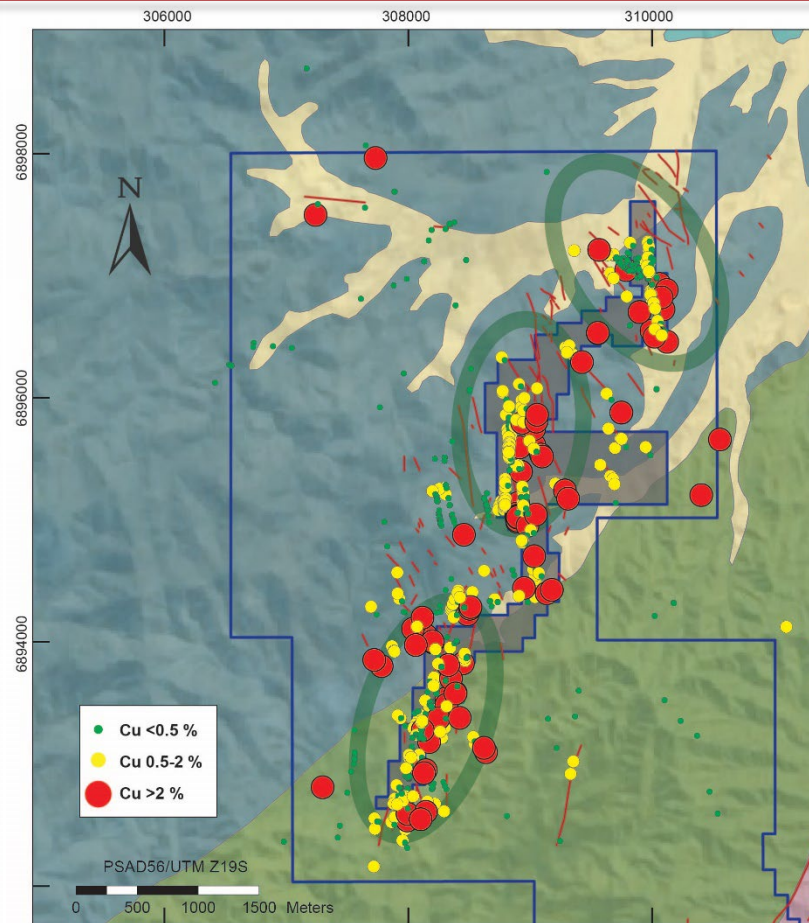 306000 308000 310000
6898000
N
6896000
6894000
Cu <0.5 %
Cu 0.5-2 %
Cu >2 %
PSAD56/UTM Z19S
0 500 1000 1500 Meters